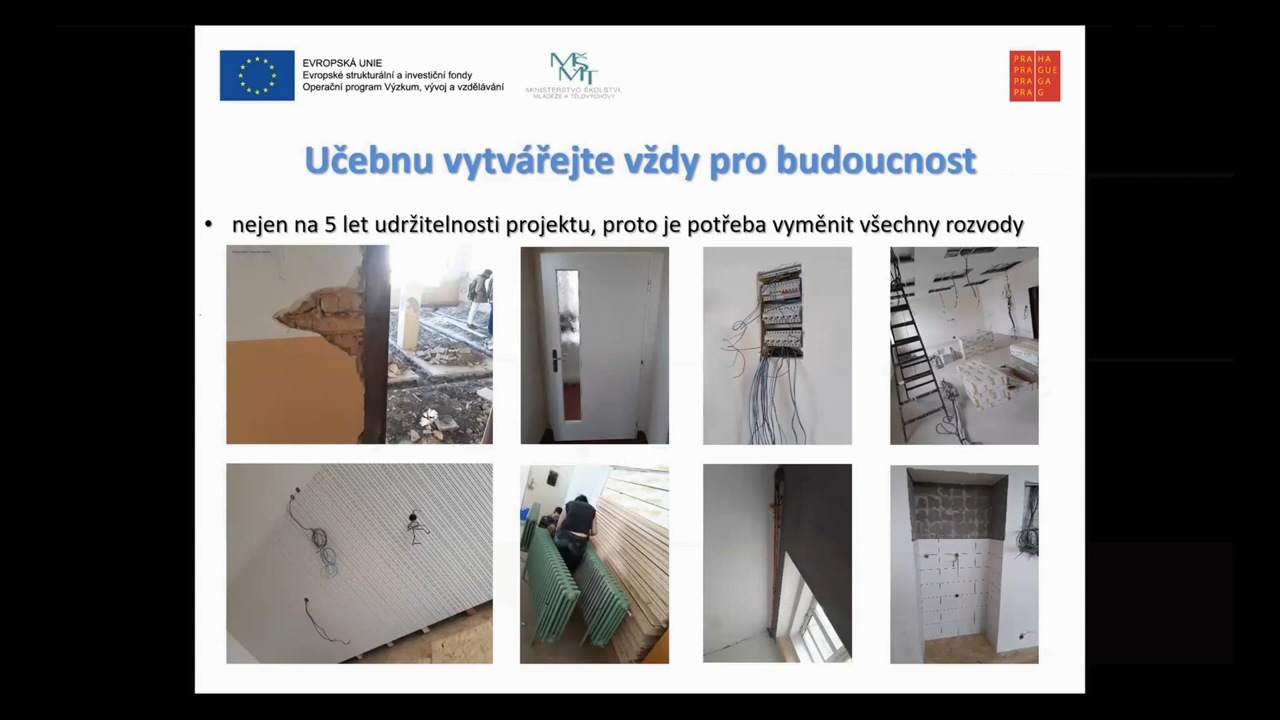 EVROPSKÁ UNIE
Evropské strukturální a investiční fondy
Operační program Výzkum, vývoj a vzdělávání
MŠMT
MINISTERSTVO ŠKOLSTVÍ,
MLÁDEŽE A TĚLOVÝCHOVY
PRA HA
PRA GUE
PRA GA
PRA G
Učebnu vytvářejte vždy pro budoucnost
• nejen na 5 let udržitelnosti projektu, proto je potřeba vyměnit všechny rozvody